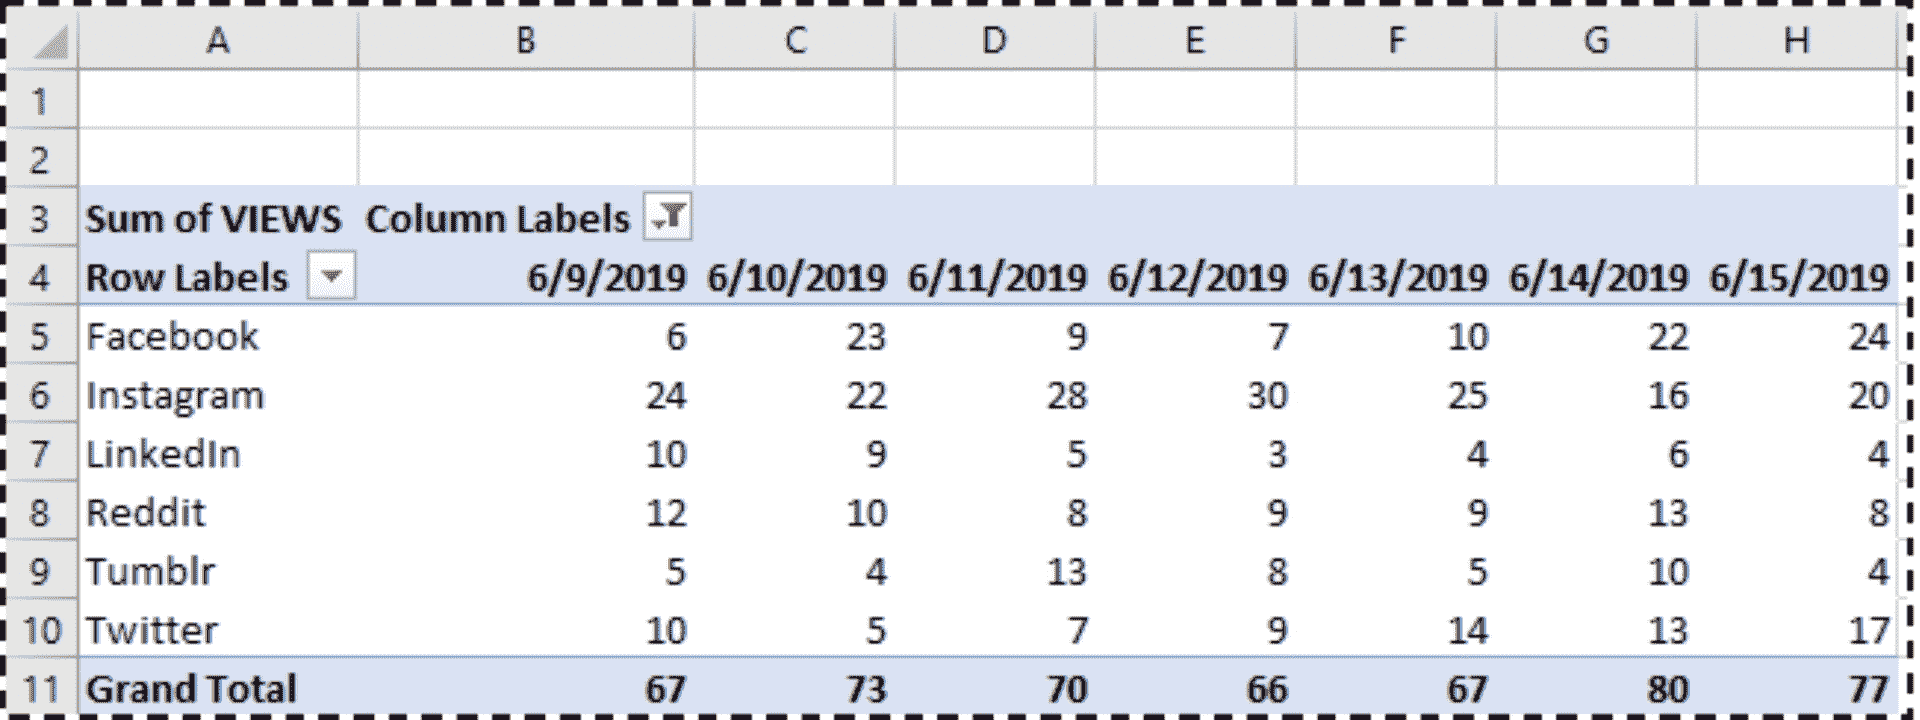 A B C D E F G H
1
2
3 Sum of VIEWS Column Labels
4 Row Labels 6/9/2019 6/10/2019 6/11/2019 6/12/2019 6/13/2019 6/14/2019 6/15/2019
5 Facebook 6 23 9 7 10 22 24
6 Instagram 24 22 28 30 25 16 20
7 LinkedIn 10 9 5 3 4 6 4
8 Reddit 12 10 8 9 9 13 8
9 Tumblr 5 4 13 8 5 10 4
10 Twitter 10 5 7 9 14 13 17
11 Grand Total 67 73 70 66 67 80 77